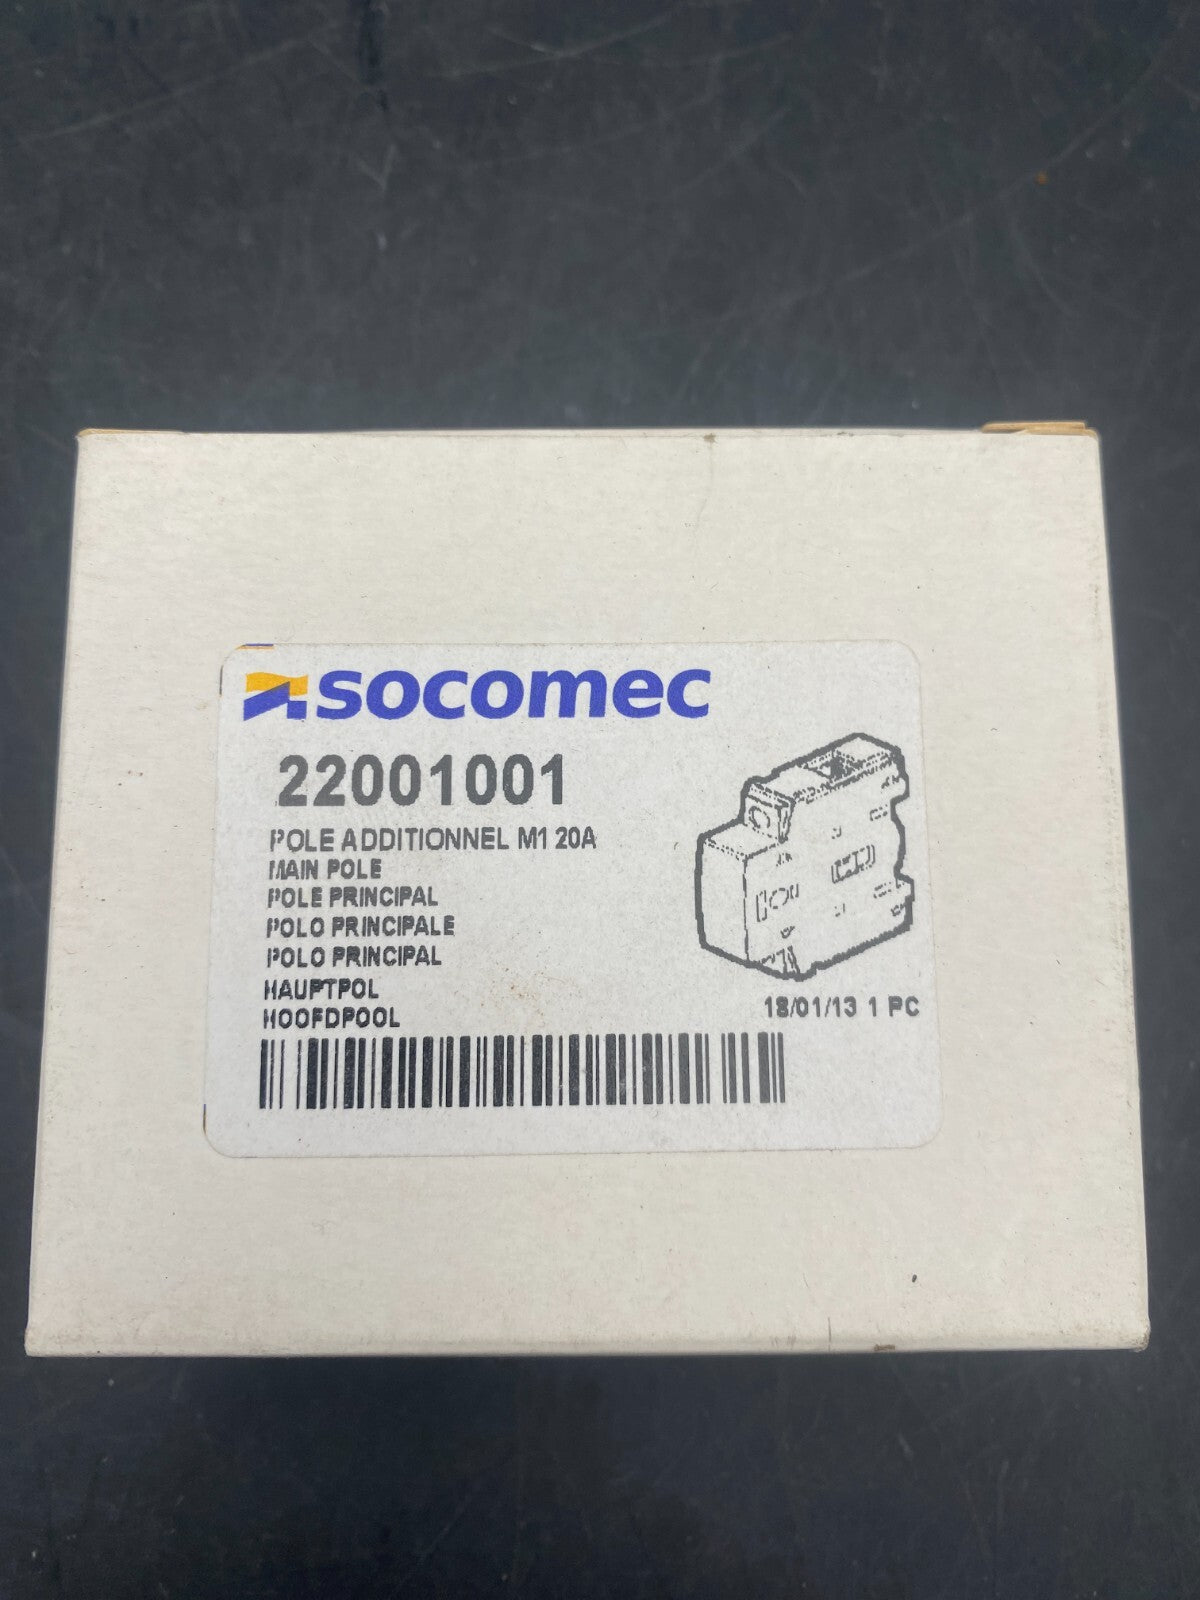 socomec
22001001
POLE ADDITIONNEL M1 20A
MAIN POLE
POLE PRINCIPAL
POLO PRINCIPALE
POLO PRINCIPAL
HAUPTPOL
HOOFDPOOL
18/01/13 1 PC